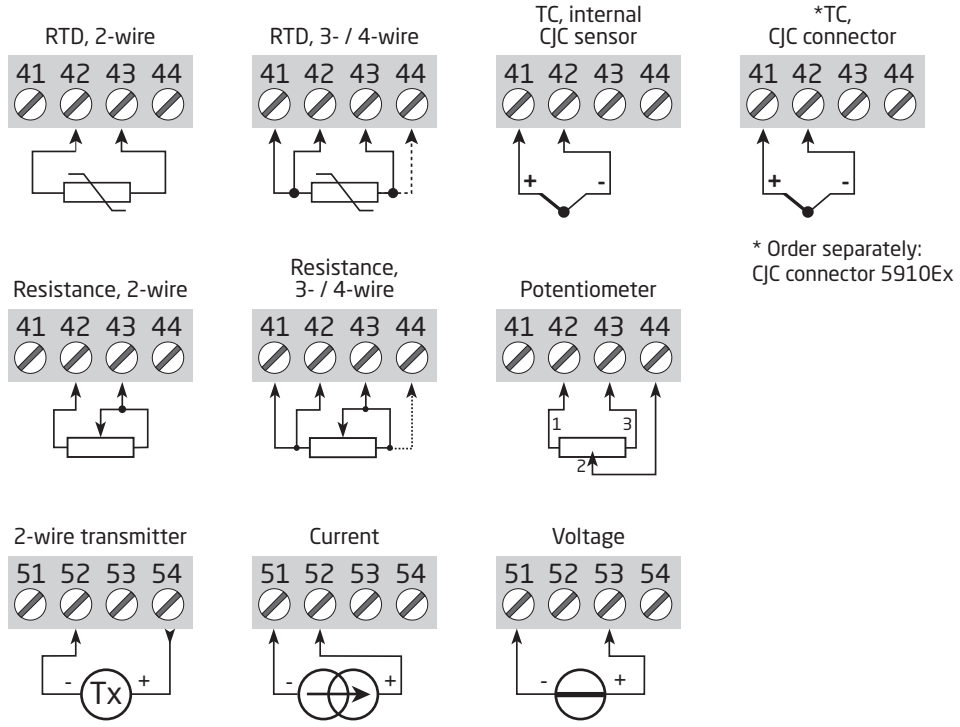 RTD, 2-wire
41 42 43 44
RTD, 3- / 4-wire
41 42 43 44
TC, internal
CJC sensor
41 42 43 44
+ -
*TC,
CJC connector
41 42 43 44
+ -
* Order separately:
CJC connector 5910Ex
Resistance, 2-wire
41 42 43 44
Resistance,
3- / 4-wire
41 42 43 44
Potentiometer
41 42 43 44
1 3
2
2-wire transmitter
51 52 53 54
- Tx +
Current
51 52 53 54
- +
Voltage
51 52 53 54
- +